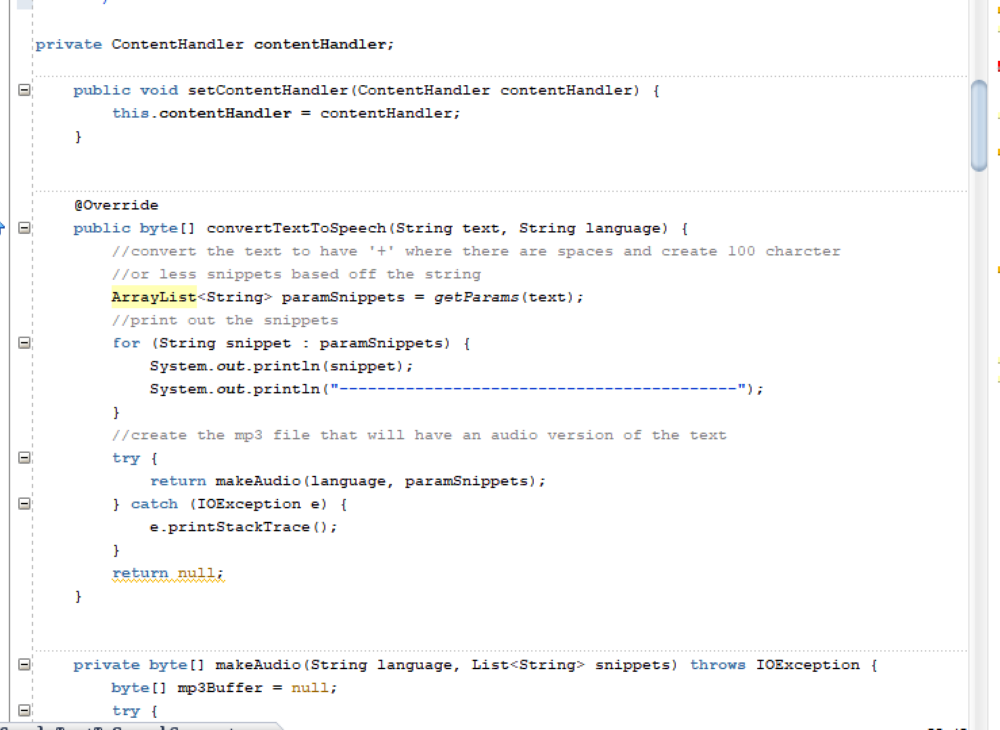 private ContentHandler contentHandler;
public void setContentHandler(ContentHandler contentHandler) {
this.contentHandler = contentHandler;
}
@Override
public byte[] convertTextToSpeech(String text, String language) {
//convert the text to have '+' where there are spaces and create 100 charcter
//or less snippets based off the string
ArrayList<String> paramSnippets = getParams(text);
//print out the snippets
for (String snippet : paramSnippets) {
System.out.println(snippet);
System.out.println("------------------------------------------");
}
//create the mp3 file that will have an audio version of the text
try {
return makeAudio(language, paramSnippets);
} catch (IOException e) {
e.printStackTrace();
}
return null;
}
private byte[] makeAudio(String language, List<String> snippets) throws IOException {
byte[] mp3Buffer = null;
try {